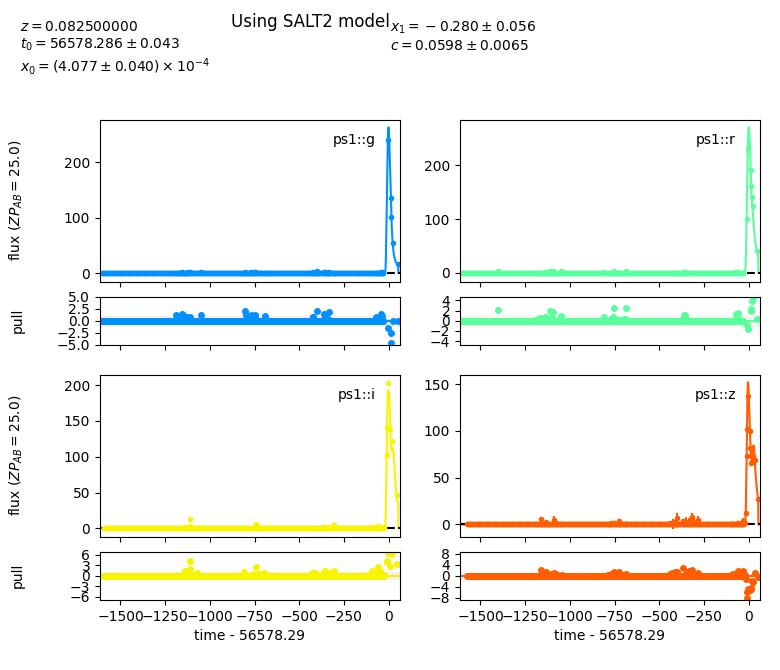 Using SALT2 model
z = 0.082500000
t0 = 56578.286 ± 0.043
x0 = (4.077 ± 0.040) × 10^−4
x1 = −0.280 ± 0.056
c = 0.0598 ± 0.0065
flux (ZP_AB = 25.0)
200
100
0
ps1::g
200
100
0
ps1::r
pull
5.0
2.5
0.0
−2.5
−5.0
4
2
0
−2
−4
flux (ZP_AB = 25.0)
200
150
100
50
0
ps1::i
150
100
50
0
ps1::z
pull
6
3
0
−3
−6
8
4
0
−4
−8
−1500 −1250 −1000 −750 −500 −250 0
−1500 −1250 −1000 −750 −500 −250 0
time - 56578.29
time - 56578.29